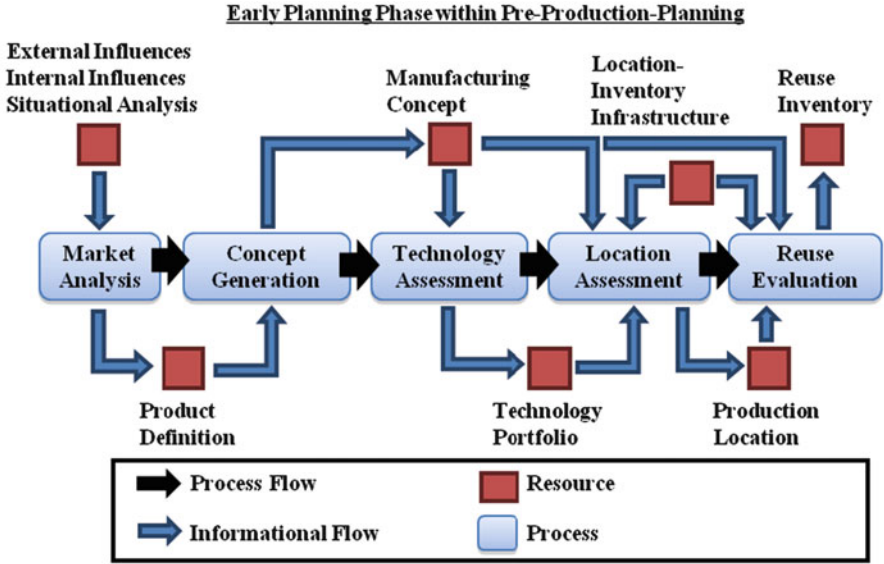 Early Planning Phase within Pre-Production-Planning
External Influences
Internal Influences
Situational Analysis
Manufacturing
Concept
Location-
Inventory
Infrastructure
Reuse
Inventory
Market
Analysis
Concept
Generation
Technology
Assessment
Location
Assessment
Reuse
Evaluation
Product
Definition
Technology
Portfolio
Production
Location
Process Flow
Resource
Informational Flow
Process